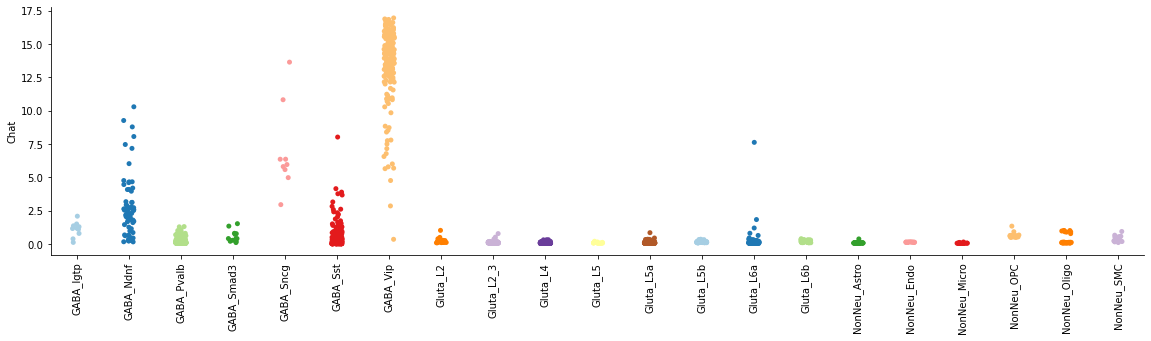 17.5
15.0
12.5
10.0
7.5
5.0
2.5
0.0
Chat
GABA_Igtp
GABA_Ndnf
GABA_Pvalb
GABA_Smad3
GABA_Sncg
GABA_Sst
GABA_Vip
Gluta_L2
Gluta_L2_3
Gluta_L4
Gluta_L5
Gluta_L5a
Gluta_L5b
Gluta_L6a
Gluta_L6b
NonNeu_Astro
NonNeu_Endo
NonNeu_Micro
NonNeu_OPC
NonNeu_Oligo
NonNeu_SMC